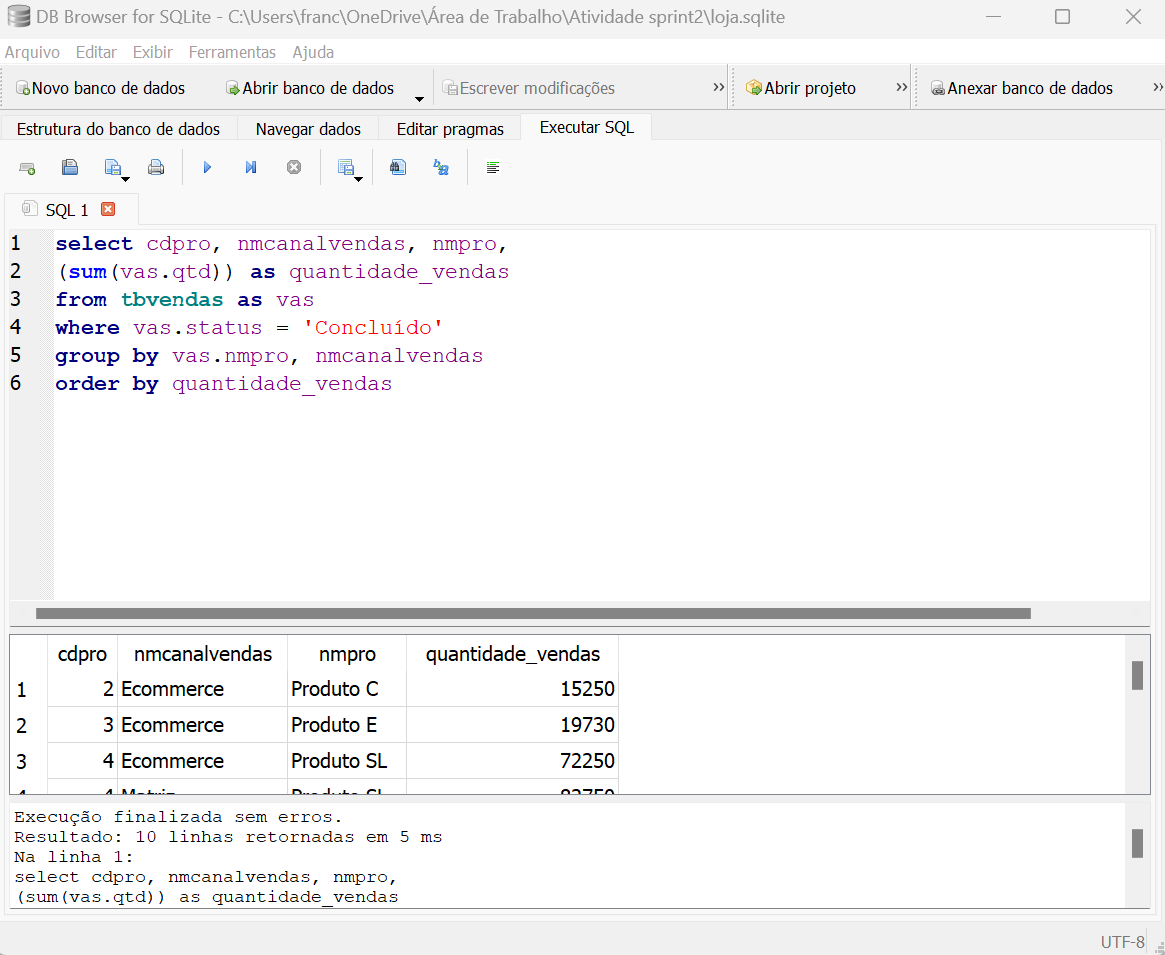 DB Browser for SQLite - C:\Users\franc\OneDrive\Área de Trabalho\Atividade sprint2\loja.sqlite
Arquivo Editar Exibir Ferramentas Ajuda
Novo banco de dados Abrir banco de dados Escrever modificações » Abrir projeto » Anexar banco de dados »
Estrutura do banco de dados Navegar dados Editar pragmas Executar SQL
SQL 1
1 select cdpro, nmcanalvendas, nmpro,
2 (sum(vas.qtd)) as quantidade_vendas
3 from tbvendas as vas
4 where vas.status = 'Concluído'
5 group by vas.nmpro, nmcanalvendas
6 order by quantidade_vendas
cdpro nmcanalvendas nmpro quantidade_vendas
1 2 Ecommerce Produto C 15250
2 3 Ecommerce Produto E 19730
3 4 Ecommerce Produto SL 72250
Execução finalizada sem erros.
Resultado: 10 linhas retornadas em 5 ms
Na linha 1:
select cdpro, nmcanalvendas, nmpro,
(sum(vas.qtd)) as quantidade_vendas
UTF-8